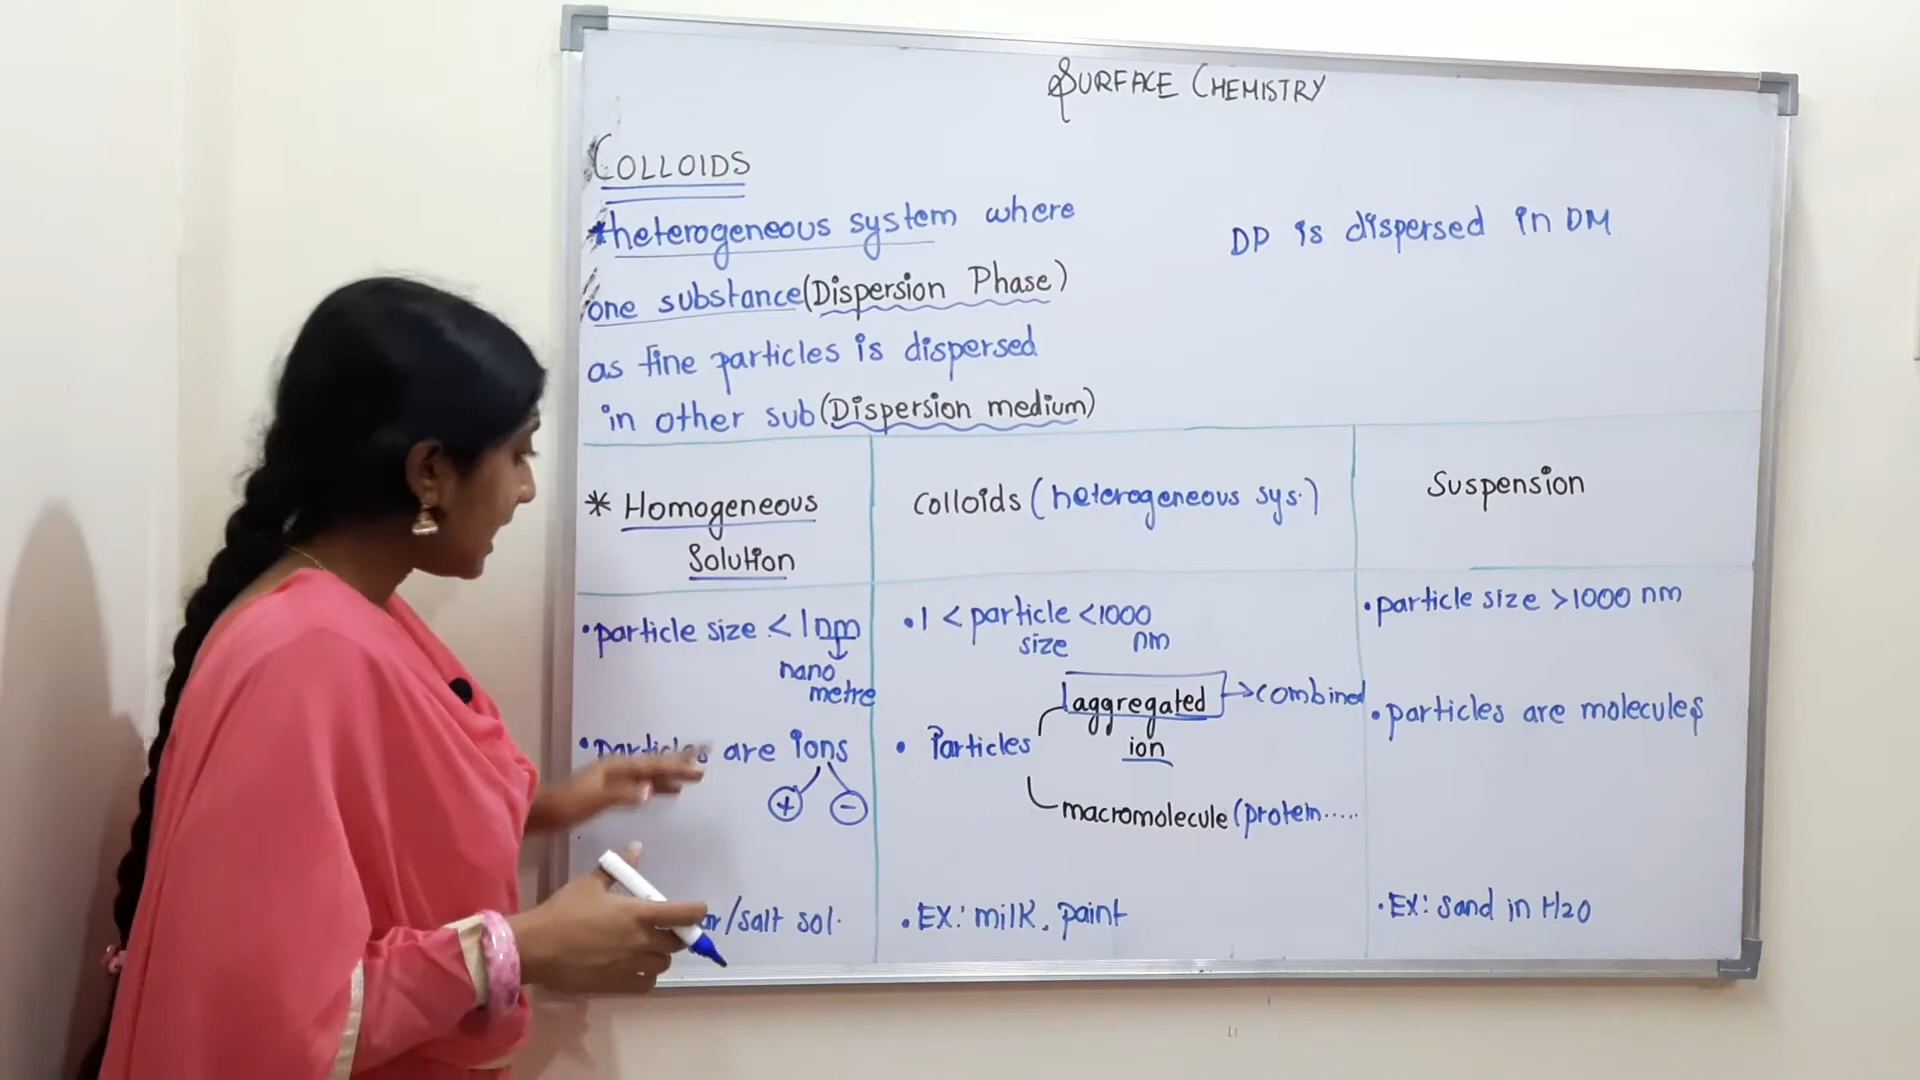 SURFACE CHEMISTRY
COLLOIDS
*heterogeneous system where
one substance (Dispersion Phase)
as fine particles is dispersed
in other sub (Dispersion medium)
DP is dispersed in DM
* Homogeneous
Solution
• particle size < 1nm
nano
metre
• particles are ions
+ −
/salt sol.
Colloids (heterogeneous sys.)
• 1 < particle < 1000
size nm
• Particles
aggregated → combined
ion
macromolecule (protein.....
• EX: milk, paint
Suspension
• particle size > 1000 nm
• particles are molecules
• EX: sand in H2O